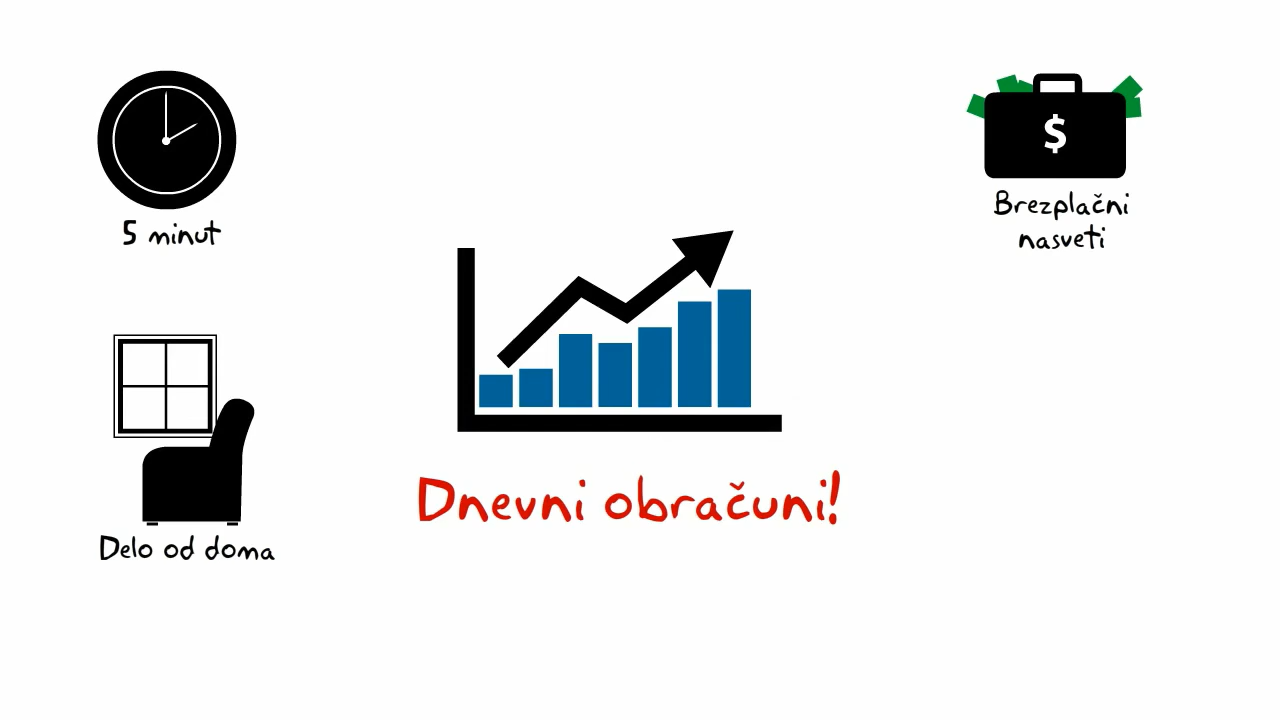 5 minut
$
Brezplačni
nasveti
Dnevni obračuni!
Delo od doma